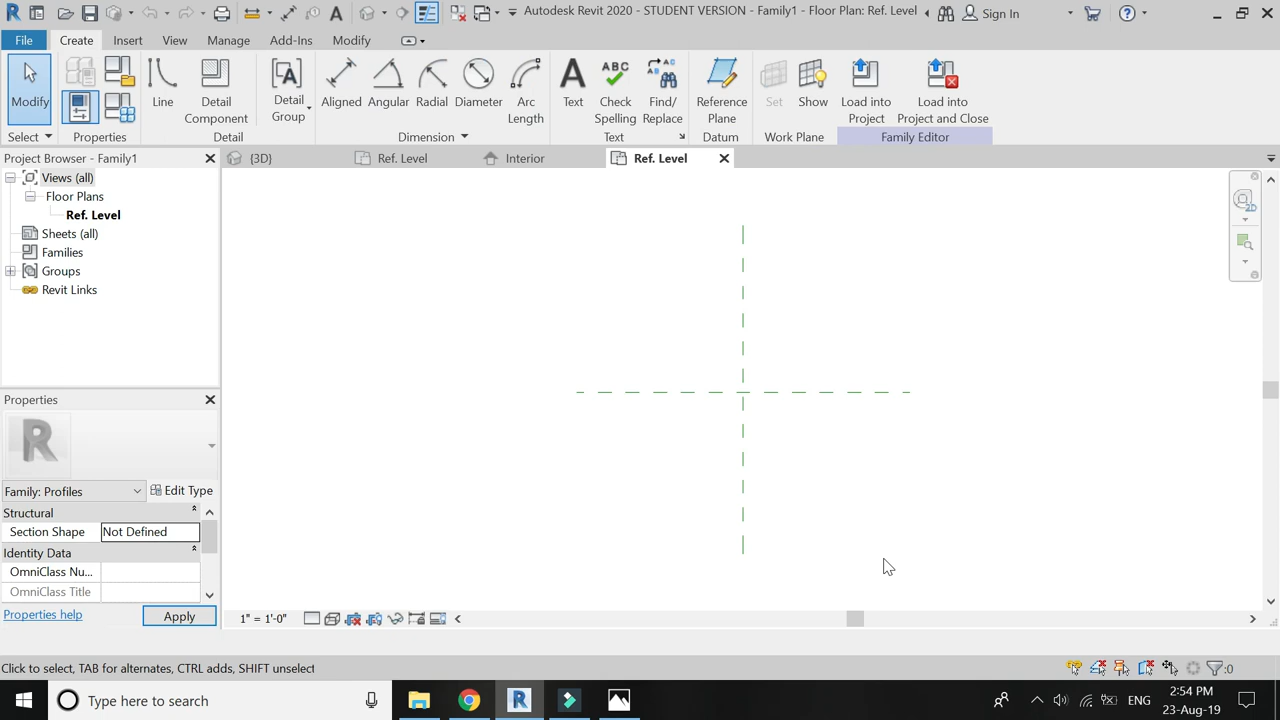 Autodesk Revit 2020 - STUDENT VERSION - Family1 - Floor Plan: Ref. Level
Sign In
File
Create
Insert
View
Manage
Add-Ins
Modify
Modify
Line
Detail
Component
Detail
Group
Aligned
Angular
Radial
Diameter
Arc
Length
Text
Check
Spelling
Find/
Replace
Reference
Plane
Set
Show
Load into
Project
Load into
Project and Close
Select
Properties
Detail
Dimension
Text
Datum
Work Plane
Family Editor
Project Browser - Family1
{3D}
Ref. Level
Interior
Ref. Level
Views (all)
Floor Plans
Ref. Level
Sheets (all)
Families
Groups
Revit Links
Properties
Family: Profiles
Edit Type
Structural
Section Shape
Not Defined
Identity Data
OmniClass Nu...
OmniClass Title
Properties help
Apply
1" = 1'-0"
Click to select, TAB for alternates, CTRL adds, SHIFT unselect
:0
Type here to search
ENG
2:54 PM
23-Aug-19